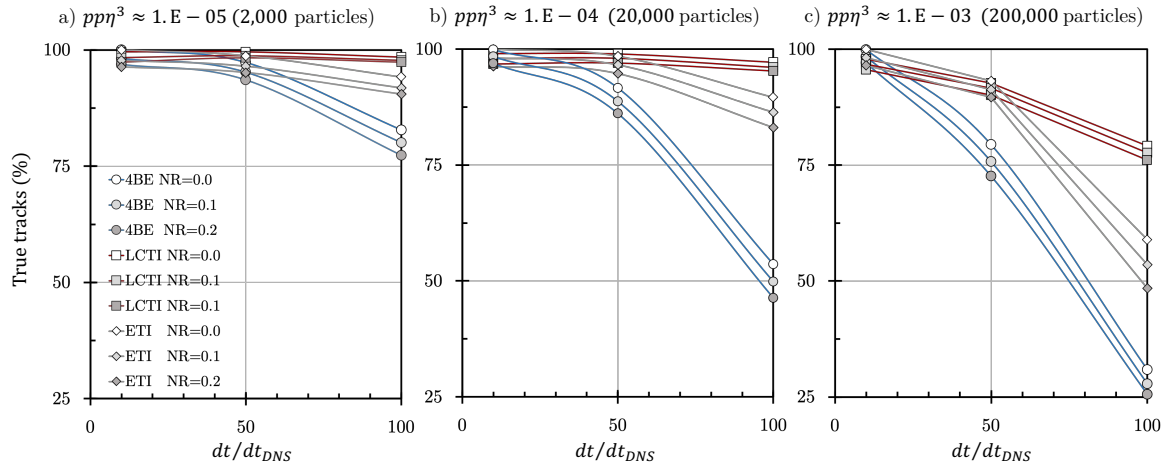 a) ppη³ ≈ 1. E − 05 (2,000 particles)
b) ppη³ ≈ 1. E − 04 (20,000 particles)
c) ppη³ ≈ 1. E − 03 (200,000 particles)
True tracks (%)
100
75
50
25
4BE NR=0.0
4BE NR=0.1
4BE NR=0.2
LCTI NR=0.0
LCTI NR=0.1
LCTI NR=0.1
ETI NR=0.0
ETI NR=0.1
ETI NR=0.2
0 50 100
dt/dt_DNS
100
75
50
25
0 50 100
dt/dt_DNS
100
75
50
25
0 50 100
dt/dt_DNS